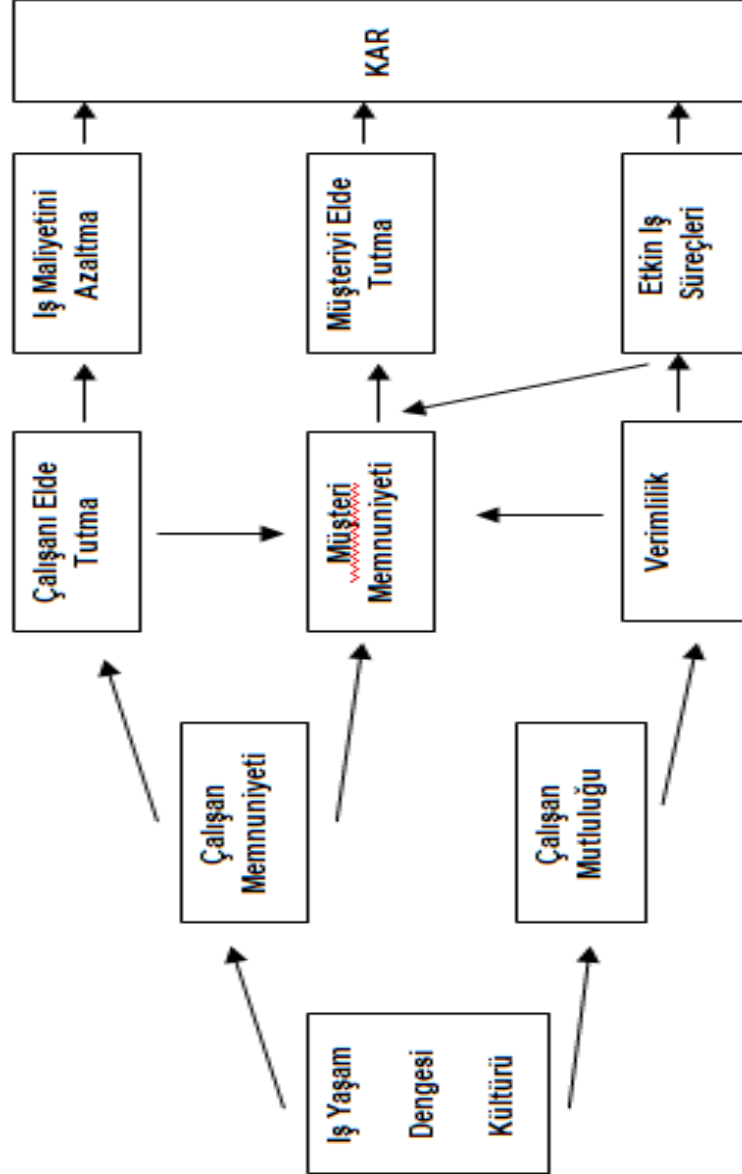 İş Yaşam
Dengesi
Kültürü
Çalışan
Memnuniyeti
Çalışan
Mutluluğu
Çalışanı Elde
Tutma
Müşteri
Memnuniyeti
Verimlilik
İş Maliyetini
Azaltma
Müşteriyi Elde
Tutma
Etkin İş
Süreçleri
KAR